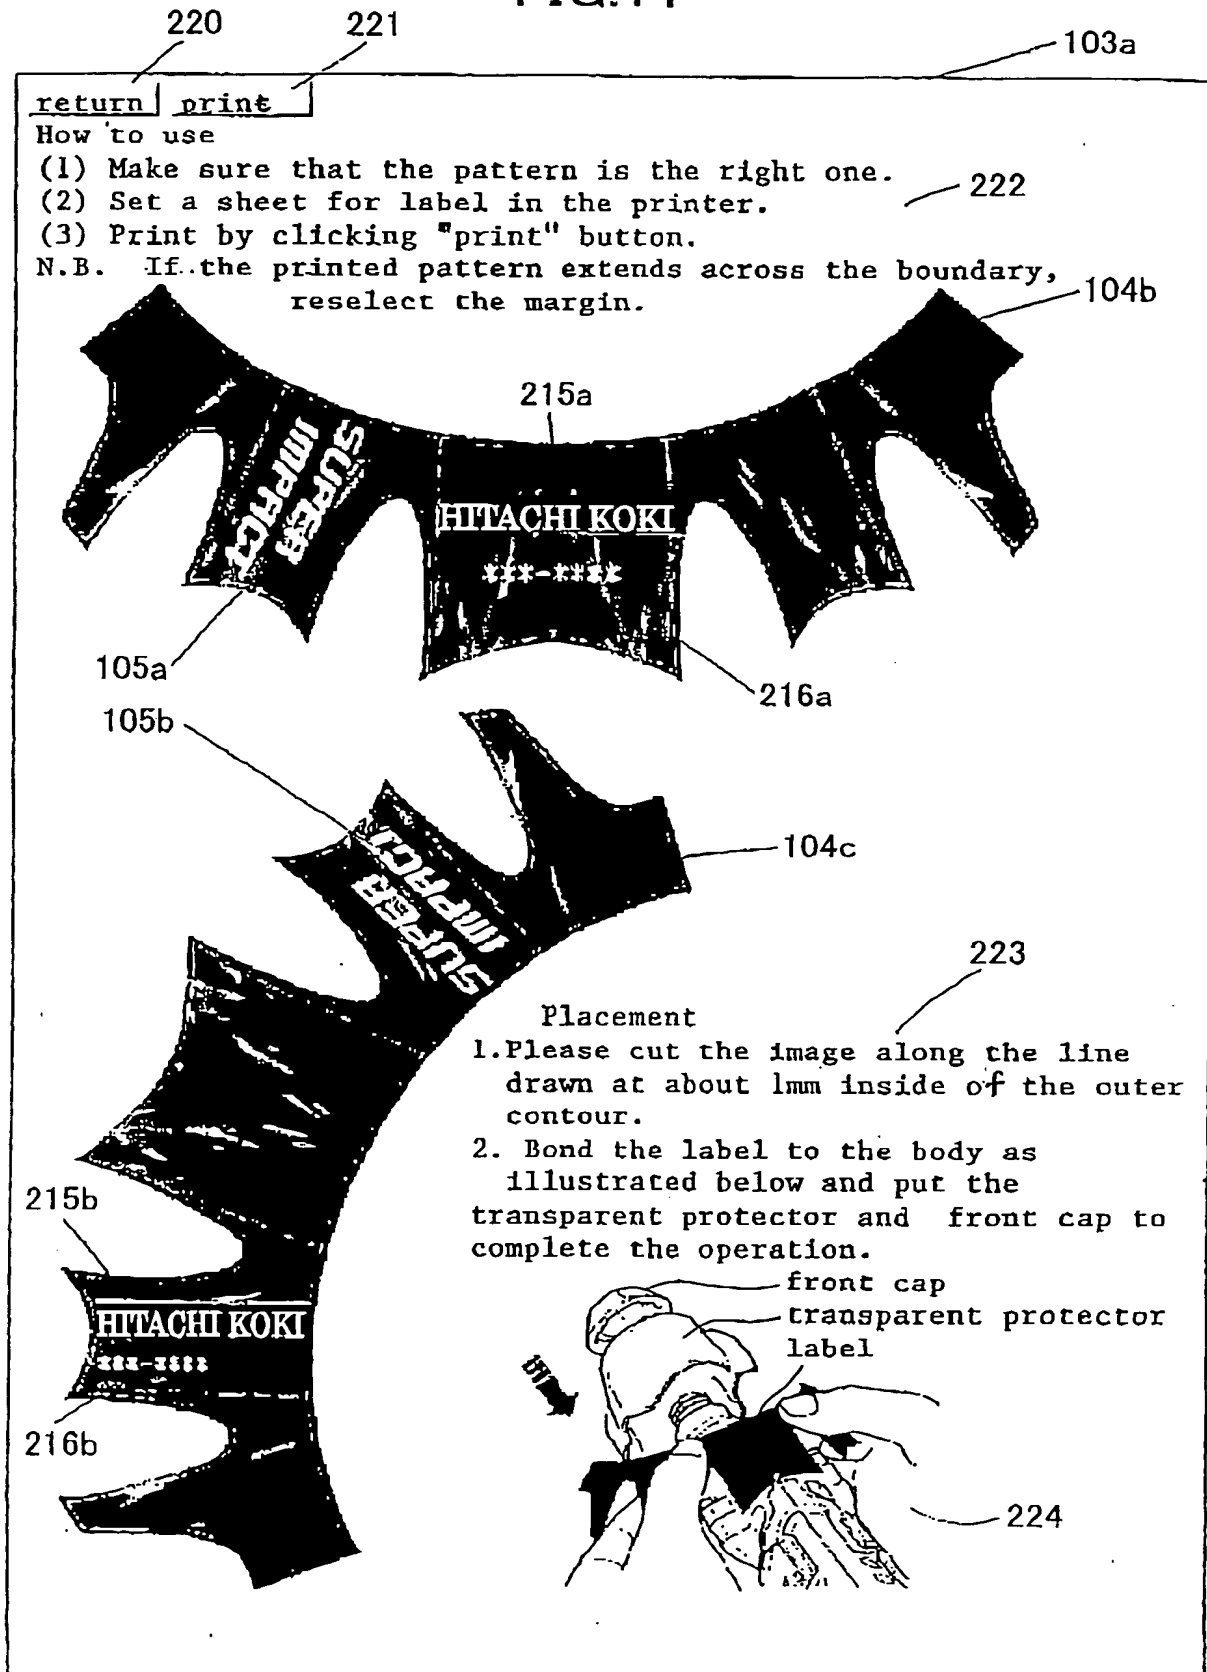 220
221
103a
return
print
How to use
(1) Make sure that the pattern is the right one.
222
(2) Set a sheet for label in the printer.
(3) Print by clicking "print" button.
N.B. If the printed pattern extends across the boundary,
reselect the margin.
104b
215a
SUPER
IMPACT
HITACHI KOKI
***-****
105a
216a
105b
SUPER
IMPACT
104c
223
Placement
1.Please cut the image along the line
drawn at about 1mm inside of the outer
contour.
2. Bond the label to the body as
illustrated below and put the
transparent protector and front cap to
complete the operation.
215b
HITACHI KOKI
***-****
216b
front cap
transparent protector
label
224